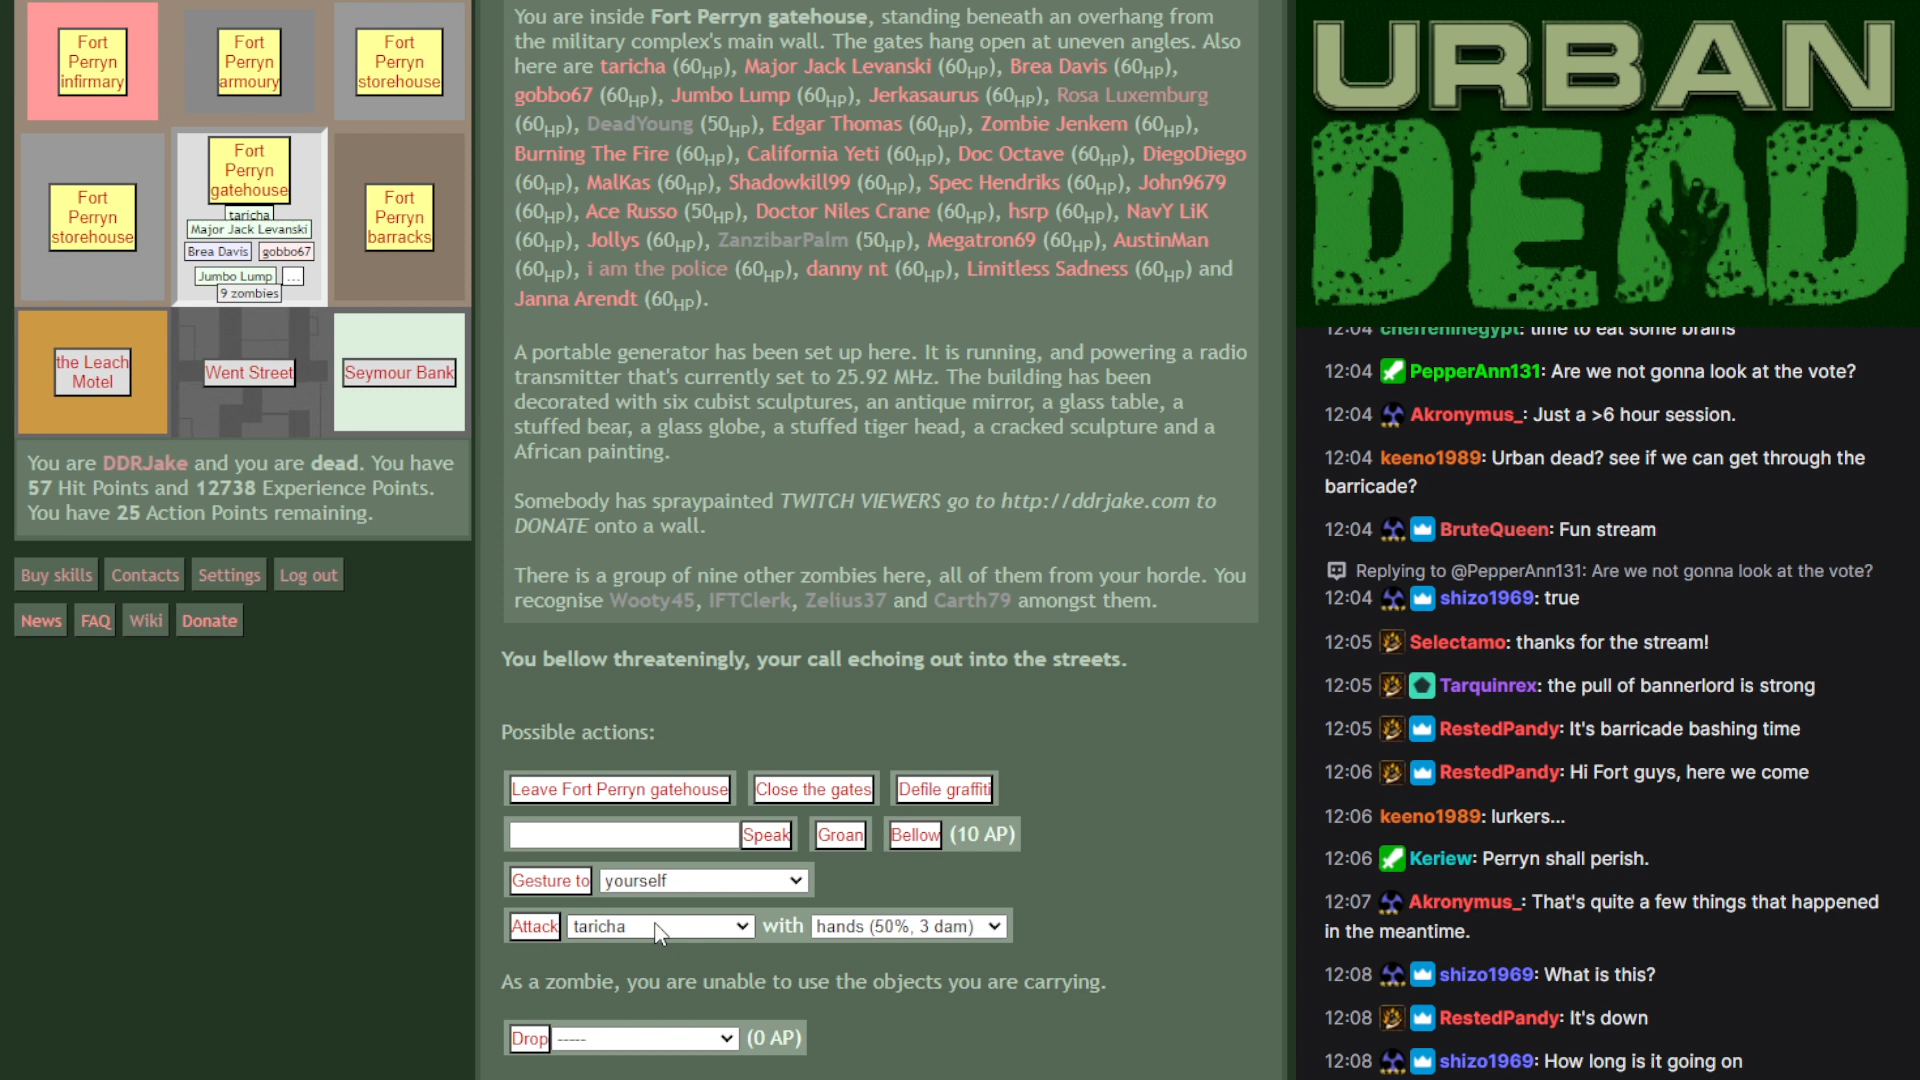 Fort
Perryn
infirmary
Fort
Perryn
armoury
Fort
Perryn
storehouse
Fort
Perryn
storehouse
Fort
Perryn
gatehouse
taricha
Major Jack Levanski
Brea Davis
gobbo67
Jumbo Lump
...
9 zombies
Fort
Perryn
barracks
the Leach
Motel
Went Street
Seymour Bank
You are DDRJake and you are dead. You have
57 Hit Points and 12738 Experience Points.
You have 25 Action Points remaining.
Buy skills
Contacts
Settings
Log out
News
FAQ
Wiki
Donate
You are inside Fort Perryn gatehouse, standing beneath an overhang from
the military complex's main wall. The gates hang open at uneven angles. Also
here are taricha (60HP), Major Jack Levanski (60HP), Brea Davis (60HP),
gobbo67 (60HP), Jumbo Lump (60HP), Jerkasaurus (60HP), Rosa Luxemburg
(60HP), DeadYoung (50HP), Edgar Thomas (60HP), Zombie Jenkem (60HP),
Burning The Fire (60HP), California Yeti (60HP), Doc Octave (60HP), DiegoDiego
(60HP), MalKas (60HP), Shadowkill99 (60HP), Spec Hendriks (60HP), John9679
(60HP), Ace Russo (50HP), Doctor Niles Crane (60HP), hsrp (60HP), NavY LiK
(60HP), Jollys (60HP), ZanzibarPalm (50HP), Megatron69 (60HP), AustinMan
(60HP), i am the police (60HP), danny nt (60HP), Limitless Sadness (60HP) and
Janna Arendt (60HP).
A portable generator has been set up here. It is running, and powering a radio
transmitter that's currently set to 25.92 MHz. The building has been
decorated with six cubist sculptures, an antique mirror, a glass table, a
stuffed bear, a glass globe, a stuffed tiger head, a cracked sculpture and a
African painting.
Somebody has spraypainted TWITCH VIEWERS go to http://ddrjake.com to
DONATE onto a wall.
There is a group of nine other zombies here, all of them from your horde. You
recognise Wooty45, IFTClerk, Zelius37 and Carth79 amongst them.
You bellow threateningly, your call echoing out into the streets.
Possible actions:
Leave Fort Perryn gatehouse
Close the gates
Defile graffiti
Speak
Groan
Bellow (10 AP)
Gesture to yourself
Attack taricha with hands (50%, 3 dam)
As a zombie, you are unable to use the objects you are carrying.
Drop ----- (0 AP)
URBAN
DEAD
12:04 chefreninegypt: time to eat some brains
12:04 PepperAnn131: Are we not gonna look at the vote?
12:04 Akronymus_: Just a >6 hour session.
12:04 keeno1989: Urban dead? see if we can get through the
barricade?
12:04 BruteQueen: Fun stream
Replying to @PepperAnn131: Are we not gonna look at the vote?
12:04 shizo1969: true
12:05 Selectamo: thanks for the stream!
12:05 Tarquinrex: the pull of bannerlord is strong
12:05 RestedPandy: It's barricade bashing time
12:06 RestedPandy: Hi Fort guys, here we come
12:06 keeno1989: lurkers...
12:06 Keriew: Perryn shall perish.
12:07 Akronymus_: That's quite a few things that happened
in the meantime.
12:08 shizo1969: What is this?
12:08 RestedPandy: It's down
12:08 shizo1969: How long is it going on